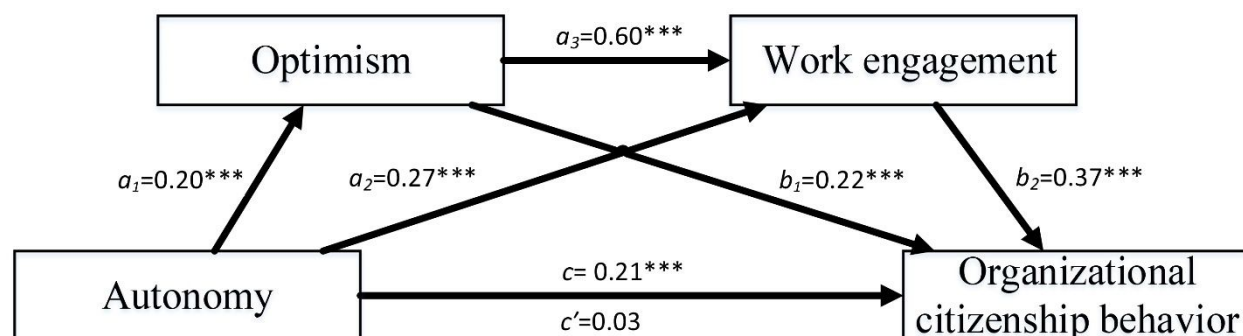 Optimism
a₃=0.60***
Work engagement
a₁=0.20***
a₂=0.27***
b₁=0.22***
b₂=0.37***
Autonomy
c= 0.21***
c′=0.03
Organizational
citizenship behavior